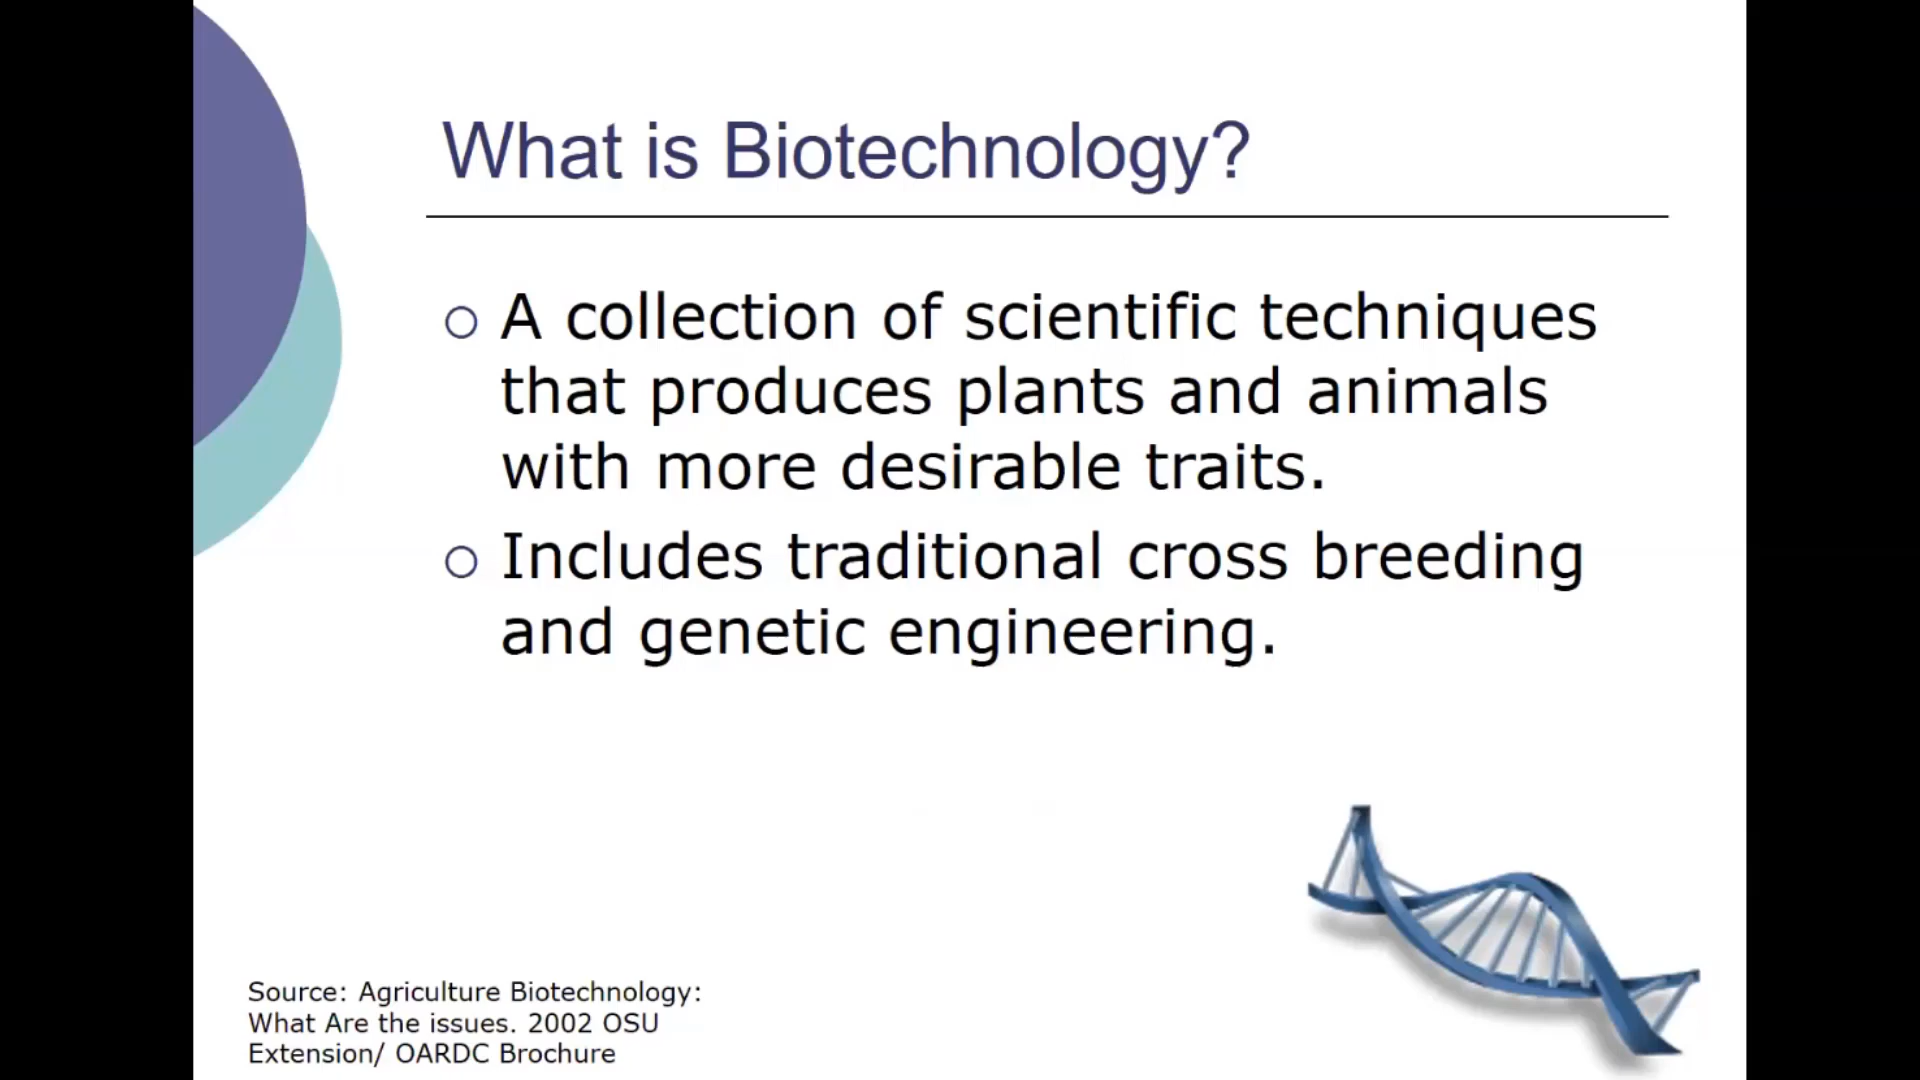 What is Biotechnology?
A collection of scientific techniques
that produces plants and animals
with more desirable traits.
Includes traditional cross breeding
and genetic engineering.
Source: Agriculture Biotechnology:
What Are the issues. 2002 OSU
Extension/ OARDC Brochure